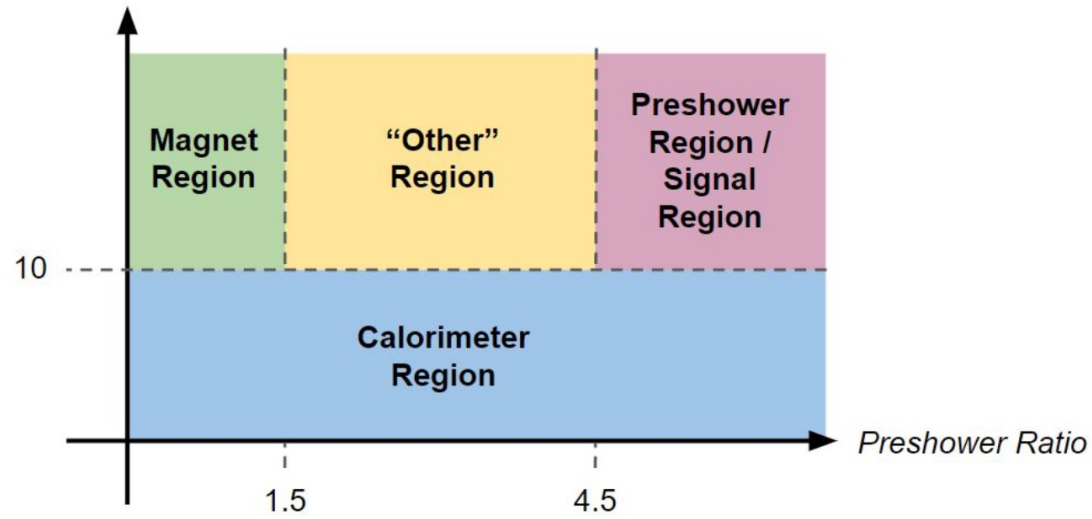 Magnet
Region
“Other”
Region
Preshower
Region /
Signal
Region
10
Calorimeter
Region
Preshower Ratio
1.5
4.5